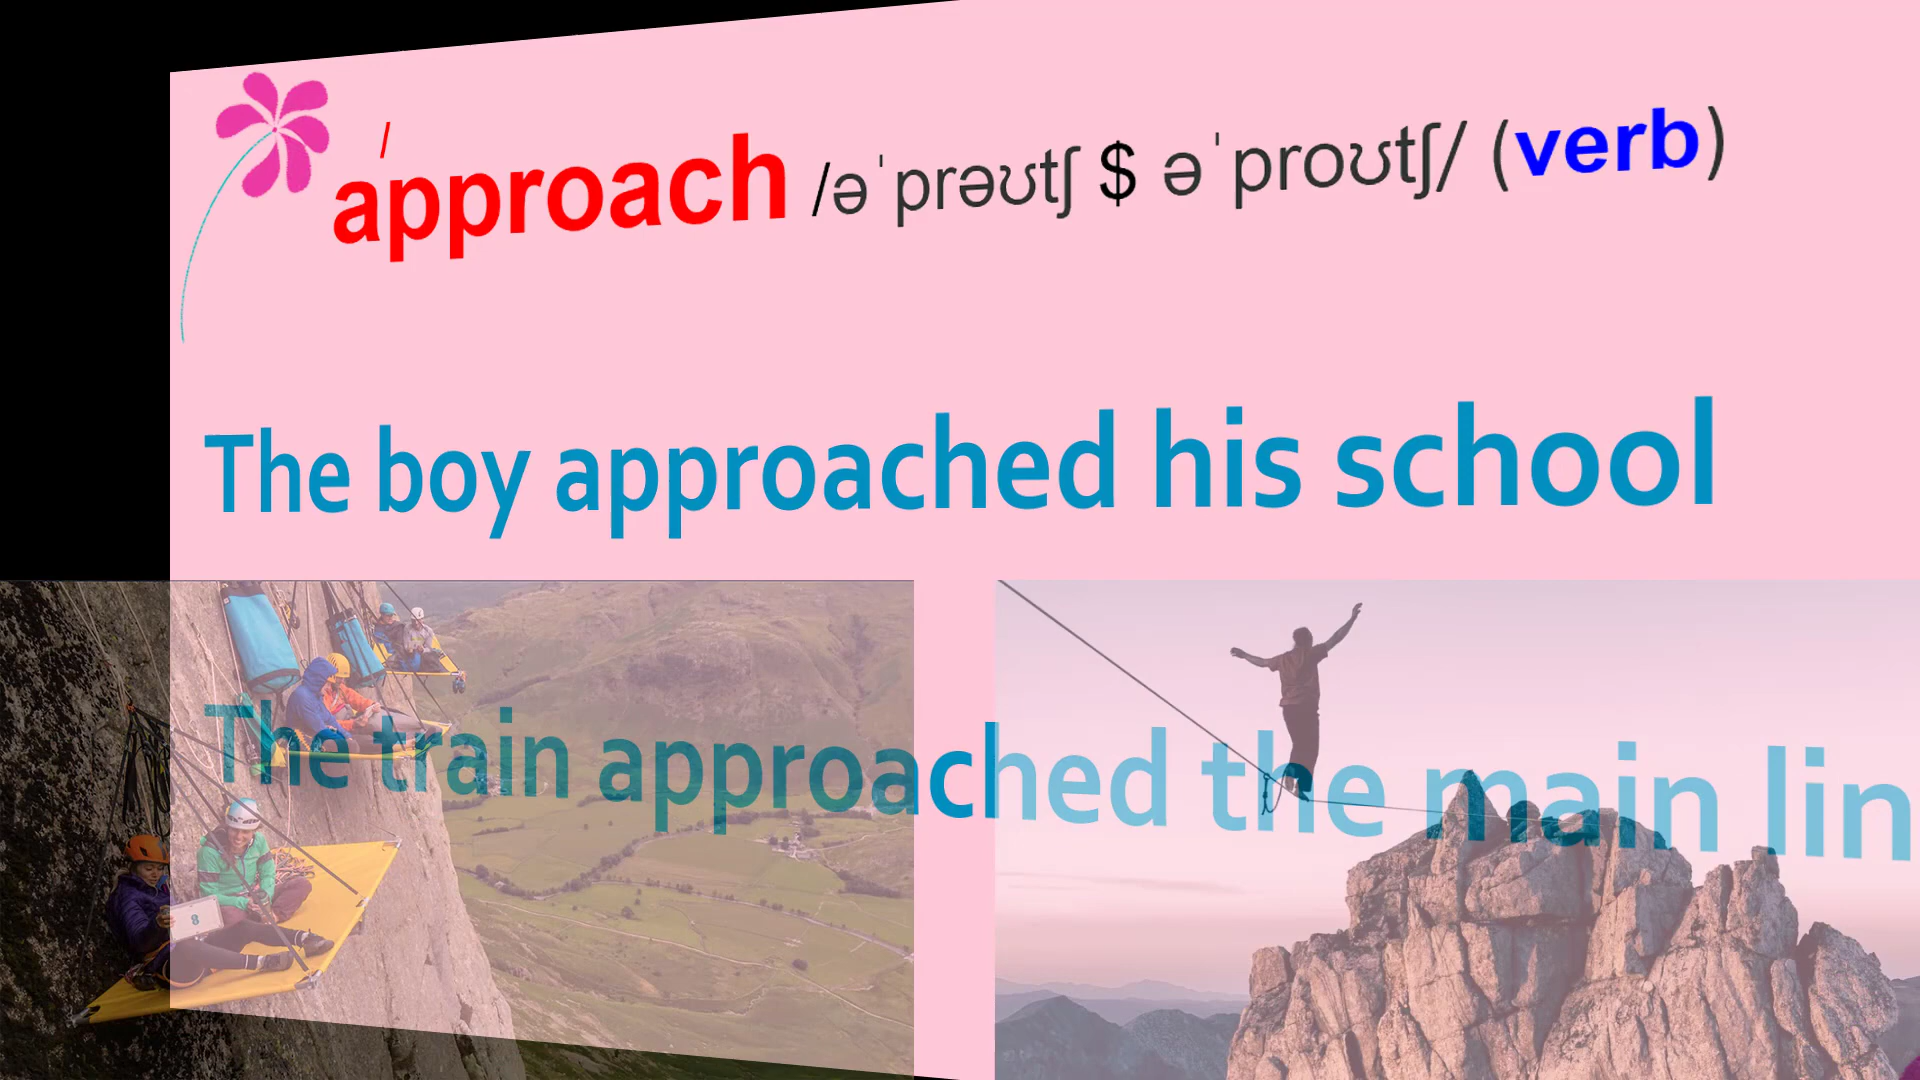 /
approach /əˈprəʊtʃ $ əˈproʊtʃ/ (verb)
The boy approached his school
The train approached the main lin